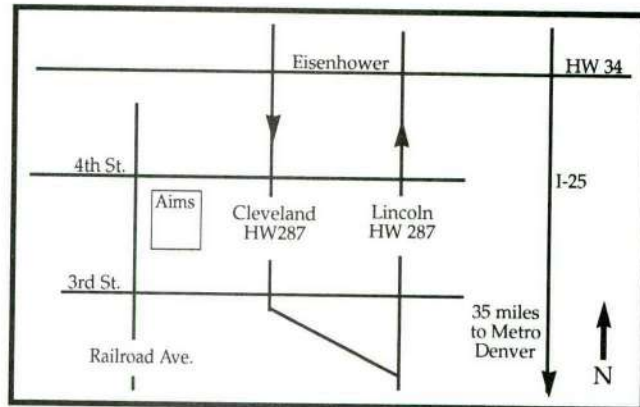 Eisenhower
HW 34
4th St.
I-25
Aims
Cleveland
HW287
Lincoln
HW 287
3rd St.
35 miles
to Metro
Denver
Railroad Ave.
N